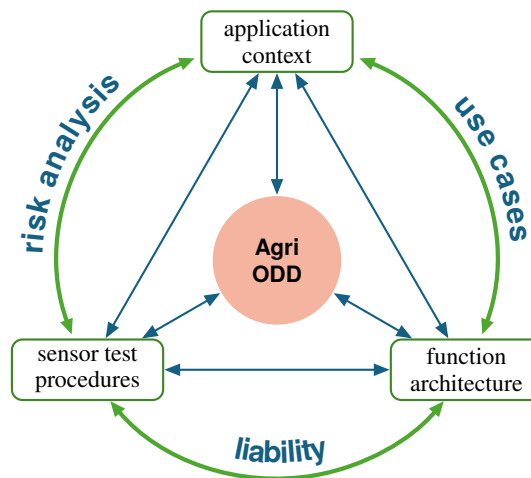 application
context
risk analysis
use cases
Agri
ODD
sensor test
procedures
function
architecture
liability